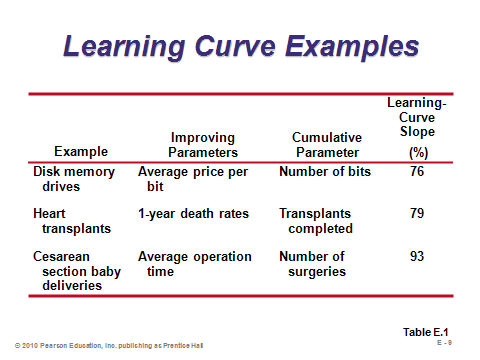 Learning Curve Examples
Learning-
Curve
Slope
Example Improving Parameters Cumulative Parameter (%)
Disk memory drives Average price per bit Number of bits 76
Heart transplants 1-year death rates Transplants completed 79
Cesarean section baby deliveries Average operation time Number of surgeries 93
Table E.1
© 2010 Pearson Education, Inc. publishing as Prentice Hall E - 9